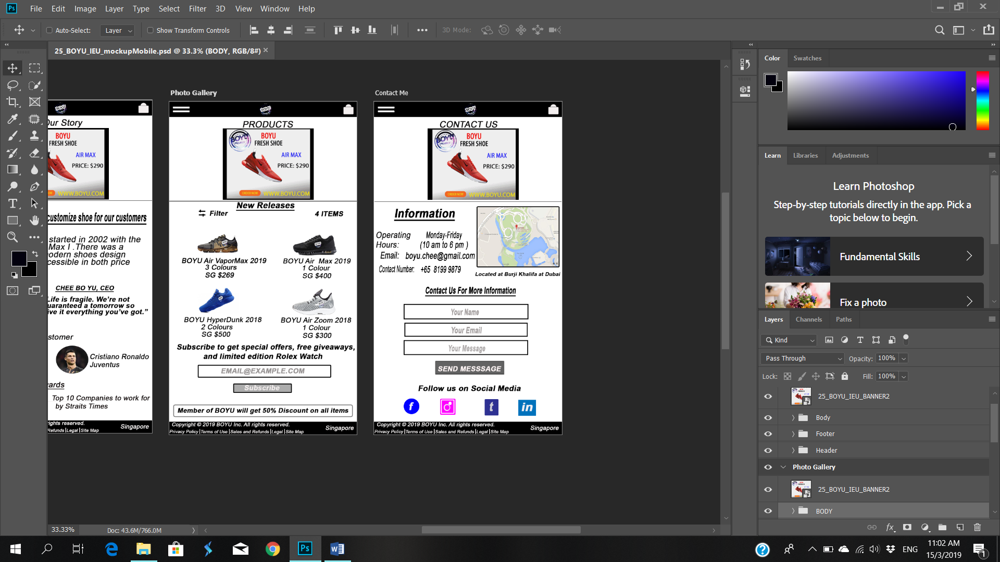 Ps
File Edit Image Layer Type Select Filter 3D View Window Help
Auto-Select: Layer Show Transform Controls 3D Mode:
25_BOYU_IEU_mockupMobile.psd @ 33.3% (BODY, RGB/8#)
Our Story
BOYU
FRESH SHOE
AIR MAX
PRICE: $290
NOW WWW.BOYU.COM
customize shoe for our customers
started in 2002 with the
Max I .There was a
modern shoes design
cessible in both price
CHEE BO YU, CEO
Life is fragile. We're not
uaranteed a tomorrow so
ive it everything you've got.”
stomer
Cristiano Ronaldo
Juventus
ards
Top 10 Companies to work for
by Straits Times
ights reserved.
Refunds Legal Site Map
Singapore
Photo Gallery
BOYU
PRODUCTS
BOYU
PROJECT
BOYU
FRESH SHOE
AIR MAX
PRICE: $290
ORDER NOW WWW.BOYU.COM
New Releases
Filter
4 ITEMS
BOYU Air VaporMax 2019
3 Colours
SG $269
BOYU Air Max 2019
1 Colour
SG $400
BOYU HyperDunk 2018
2 Colours
SG $500
BOYU Air Zoom 2018
1 Colour
SG $300
Subscribe to get special offers, free giveaways,
and limited edition Rolex Watch
EMAIL@EXAMPLE.COM
Subscribe
Member of BOYU will get 50% Discount on all items
Copyright © 2019 BOYU Inc. All rights reserved.
Privacy Policy Terms of Use Sales and Refunds Legal Site Map
Singapore
Contact Me
BOYU
CONTACT US
BOYU
PROJECT
BOYU
FRESH SHOE
AIR MAX
PRICE: $290
ORDER NOW WWW.BOYU.COM
Information
Operating Hours:
Monday-Friday
(10 am to 6 pm )
Email: boyu.chee@gmail.com
Contact Number: +65 8199 9879
Located at Burji Khalifa at Dubai
Contact Us For More Information
Your Name
Your Email
Your Message
SEND MESSSAGE
Follow us on Social Media
f t in
Copyright © 2019 BOYU Inc. All rights reserved.
Privacy Policy Terms of Use Sales and Refunds Legal Site Map
Singapore
33.33% Doc: 43.6M/766.0M
Color Swatches
Learn Libraries Adjustments
Learn Photoshop
Step-by-step tutorials directly in the app. Pick a
topic below to begin.
Fundamental Skills
Fix a photo
Layers Channels Paths
Kind
Pass Through Opacity: 100%
Lock: Fill: 100%
25_BOYU_IEU_BANNER2
Body
Footer
Header
Photo Gallery
25_BOYU_IEU_BANNER2
BODY
fx
Ps
ENG
11:02 AM
15/3/2019
1